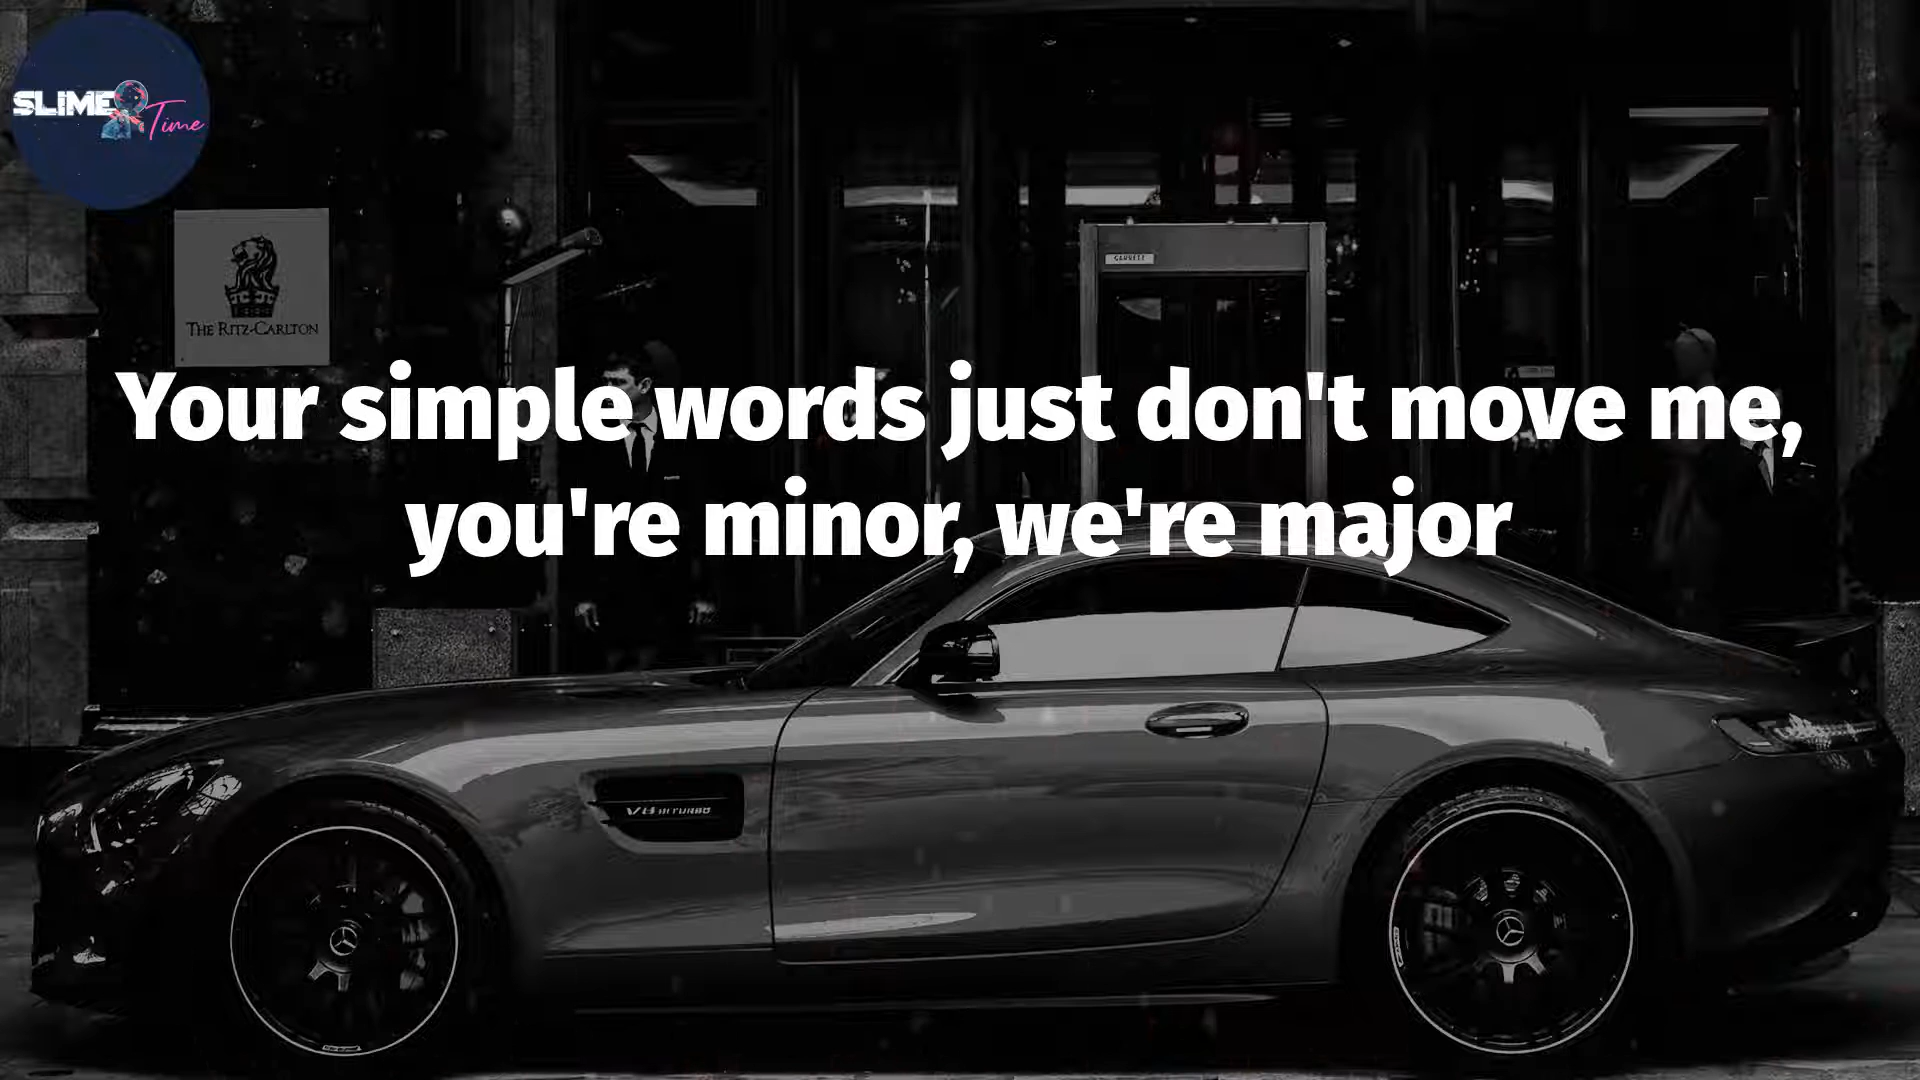 SLIME Time
THE RITZ-CARLTON
GARRETT
Your simple words just don't move me,
you're minor, we're major
V8 BITURBO